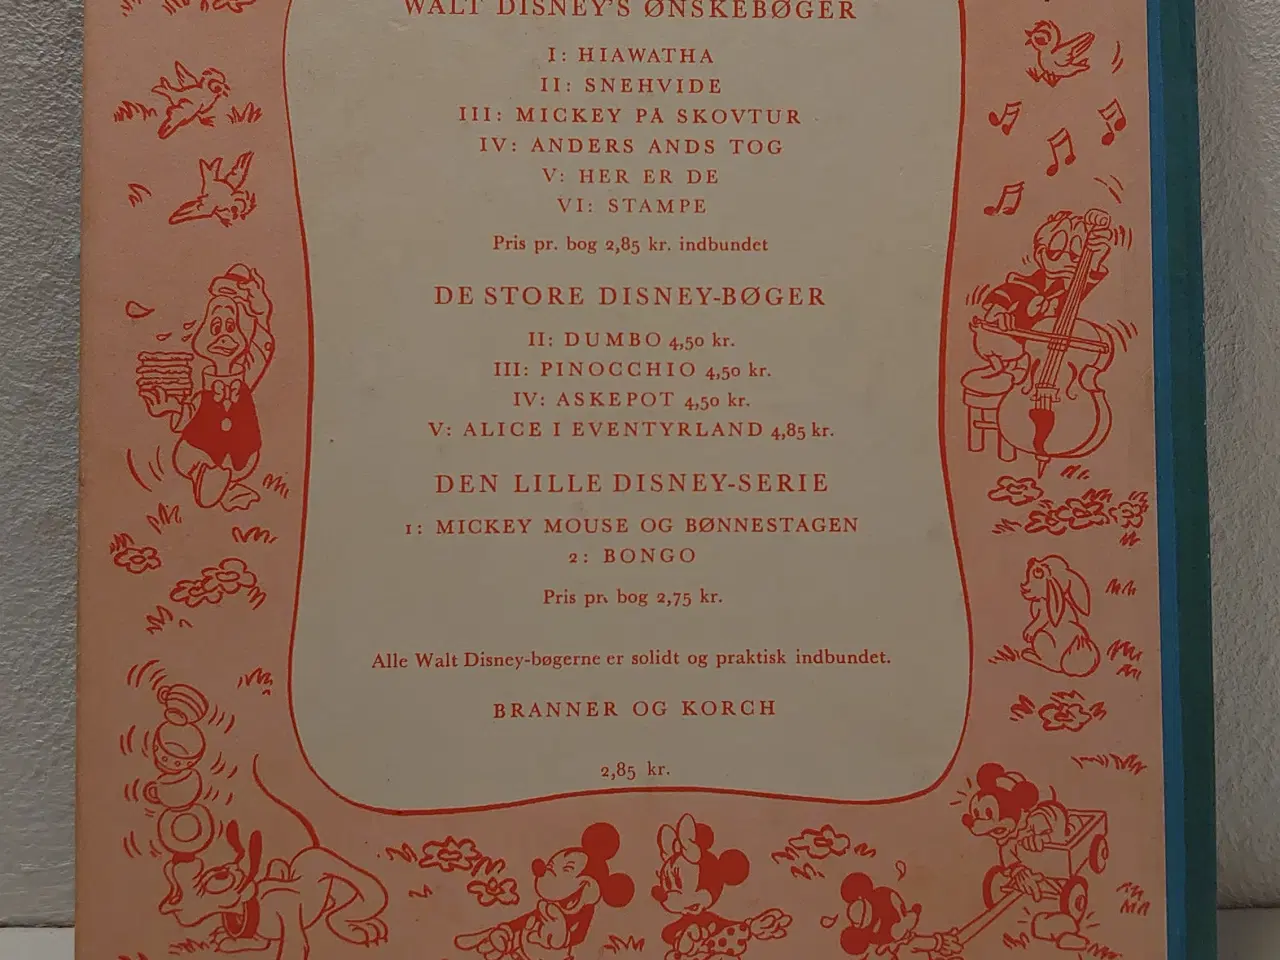 WALT DISNEY'S ØNSKEBØGER
I: HIAWATHA
II: SNEHVIDE
III: MICKEY PÅ SKOVTUR
IV: ANDERS ANDS TOG
V: HER ER DE
VI: STAMPE
Pris pr. bog 2,85 kr. indbundet
DE STORE DISNEY-BØGER
II: DUMBO 4,50 kr.
III: PINOCCHIO 4,50 kr.
IV: ASKEPOT 4,50 kr.
V: ALICE I EVENTYRLAND 4,85 kr.
DEN LILLE DISNEY-SERIE
1: MICKEY MOUSE OG BØNNESTAGEN
2: BONGO
Pris pr. bog 2,75 kr.
Alle Walt Disney-bøgerne er solidt og praktisk indbundet.
BRANNER OG KORCH
2,85 kr.